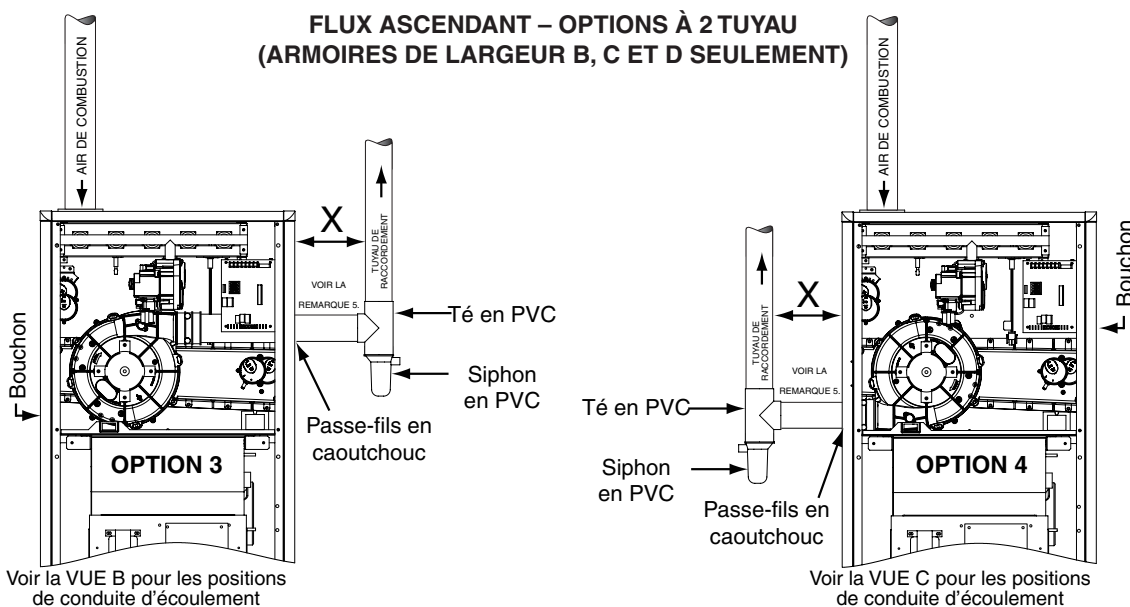 FLUX ASCENDANT – OPTIONS À 2 TUYAU
(ARMOIRES DE LARGEUR B, C ET D SEULEMENT)
AIR DE COMBUSTION
X
TUYAU DE
RACCORDEMENT
VOIR LA
REMARQUE 5.
Té en PVC
Siphon
en PVC
Bouchon
Passe-fils en
caoutchouc
OPTION 3
Voir la VUE B pour les positions
de conduite d’écoulement
AIR DE COMBUSTION
X
TUYAU DE
RACCORDEMENT
VOIR LA
REMARQUE 5.
Té en PVC
Siphon
en PVC
Bouchon
Passe-fils en
caoutchouc
OPTION 4
Voir la VUE C pour les positions
de conduite d’écoulement